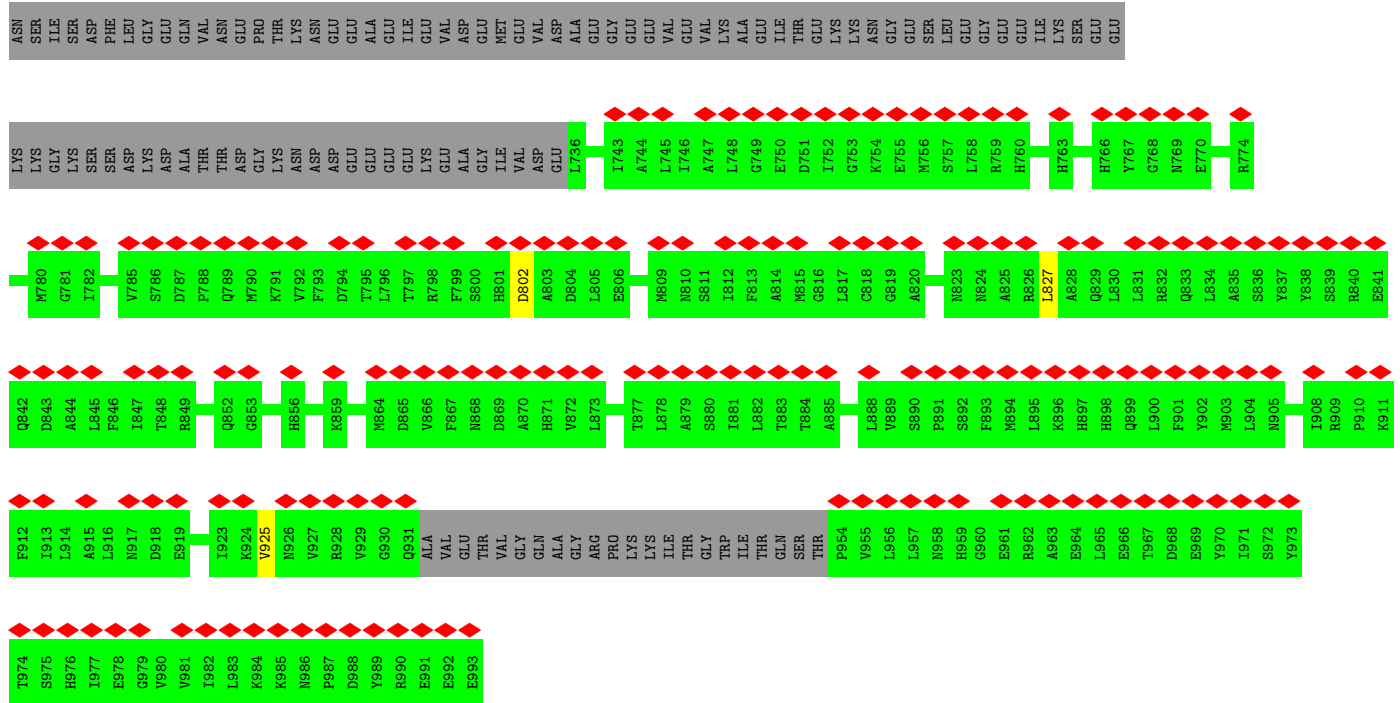 ASN SER ILE SER ASP PHE LEU GLY GLU GLU GLN VAL ASN GLU PRO THR LYS ASN GLU GLU ALA GLU ILE GLU VAL ASP GLU MET GLU VAL ASP ALA GLU GLY GLU GLU VAL GLU VAL LYS ALA GLU ILE THR GLU LYS LYS ASN GLY GLU SER LEU GLU GLY GLU GLU ILE LYS SER GLU GLU
LYS LYS GLY LYS SER SER ASP LYS ASP ALA THR THR ASP GLY LYS ASN ASP ASP GLU GLU GLU GLU LYS GLU ALA GLY ILE VAL ASP GLU L736 I743 A744 L745 I746 A747 L748 G749 E750 D751 I752 G753 K754 E755 M756 S757 L758 R759 H760 H763 H766 Y767 G768 N769 E770 R774
M780 G781 I782 V785 S786 D787 P788 Q789 M790 K791 V792 F793 D794 T795 L796 T797 R798 F799 S800 H801 D802 A803 D804 L805 E806 M809 N810 S811 I812 F813 A814 M815 G816 L817 C818 G819 A820 N823 N824 A825 R826 L827 A828 Q829 L830 L831 R832 Q833 L834 A835 S836 Y837 Y838 S839 R840 E841
Q842 D843 A844 L845 F846 I847 T848 R849 Q852 G853 H856 K859 M864 D865 V866 F867 N868 D869 A870 H871 V872 L873 T877 L878 A879 S880 I881 L882 T883 T884 A885 L888 V889 S890 P891 S892 F893 M894 L895 K896 H897 H898 Q899 L900 F901 Y902 M903 L904 N905 I908 R909 P910 K911
F912 I913 L914 A915 L916 N917 D918 E919 I923 K924 V925 N926 V927 R928 V929 G930 Q931 ALA VAL GLU THR VAL GLY GLN ALA GLY ARG PRO LYS LYS ILE THR GLY TRP ILE THR GLN SER THR P954 V955 L956 L957 N958 H959 G960 E961 R962 A963 E964 L965 E966 T967 D968 E969 Y970 I971 S972 Y973
T974 S975 H976 I977 E978 G979 V980 V981 I982 L983 K984 K985 N986 P987 D988 Y989 R990 E991 E992 E993